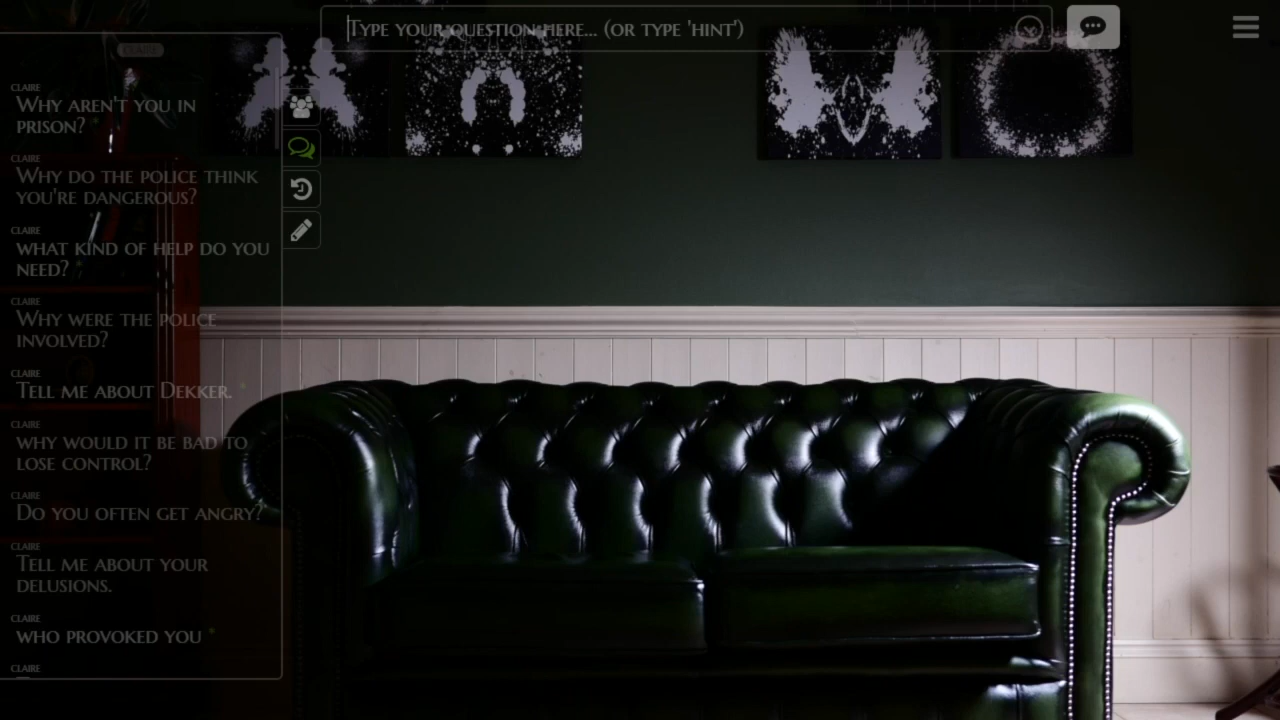 Type your question here... (or type 'hint')
CLAIRE
CLAIRE
Why aren't you in
prison?
CLAIRE
Why do the police think
you're dangerous?
CLAIRE
what kind of help do you
need?
CLAIRE
Why were the police
involved?
CLAIRE
Tell me about Dekker.
CLAIRE
why would it be bad to
lose control?
CLAIRE
Do you often get angry?
CLAIRE
Tell me about your
delusions.
CLAIRE
who provoked you
CLAIRE